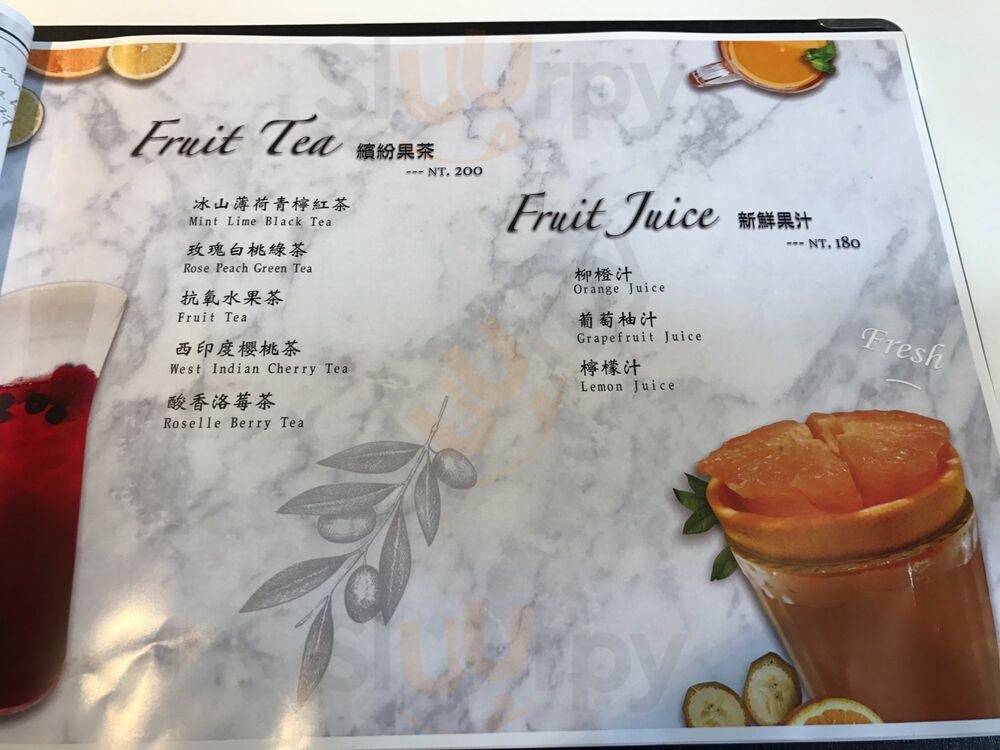 Fruit Tea 繽紛果茶
--- NT. 200
冰山薄荷青檸紅茶
Mint Lime Black Tea
玫瑰白桃綠茶
Rose Peach Green Tea
抗氧水果茶
Fruit Tea
西印度櫻桃茶
West Indian Cherry Tea
酸香洛莓茶
Roselle Berry Tea
Fruit Juice 新鮮果汁
--- NT. 180
柳橙汁
Orange Juice
葡萄柚汁
Grapefruit Juice
檸檬汁
Lemon Juice
Fresh
Sluurpy
Sluurpy